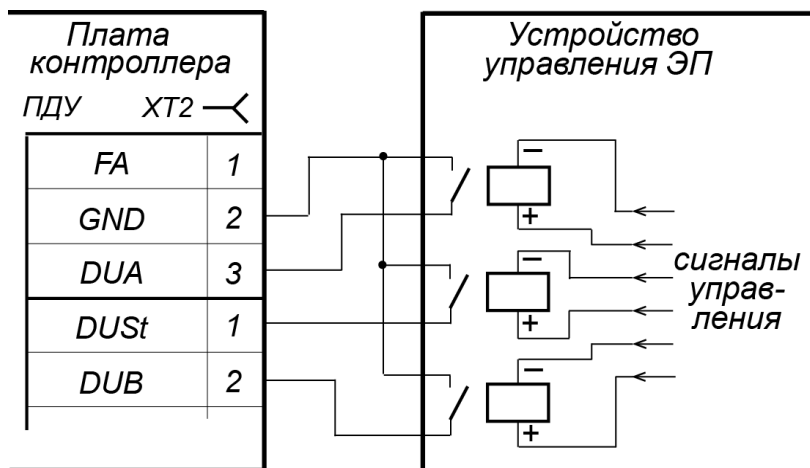 Плата
контроллера
ПДУ XT2
FA 1
GND 2
DUA 3
DUSt 1
DUB 2
Устройство
управления ЭП
−
+
−
+
−
+
сигналы
управ-
ления